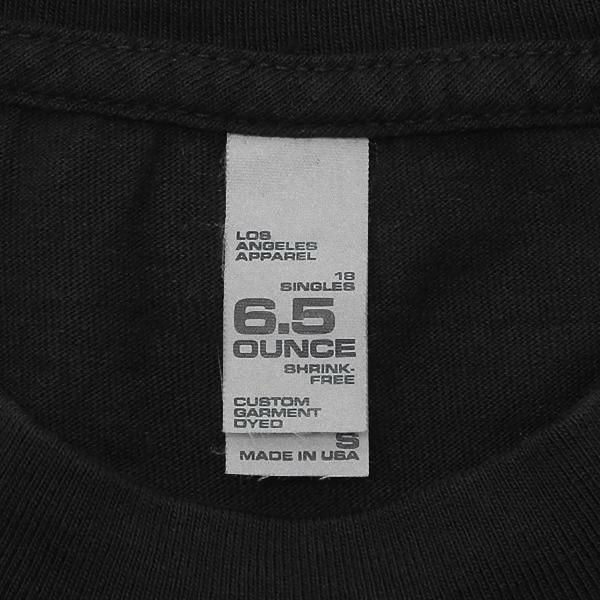 LOS
ANGELES
APPAREL
18
SINGLES
6.5
OUNCE
SHRINK-
FREE
CUSTOM
GARMENT
DYED
S
MADE IN USA